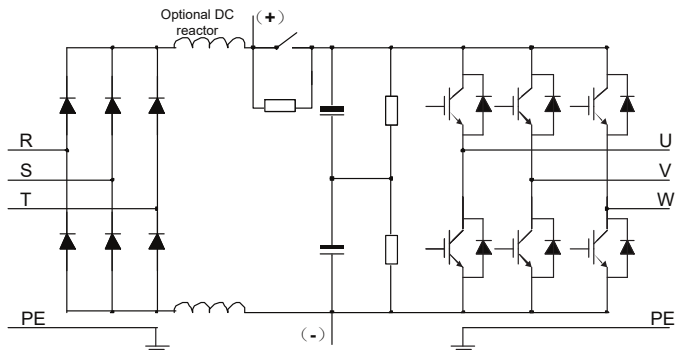 Optional DC
reactor
(+)
R
S
T
U
V
W
PE
(-)
PE